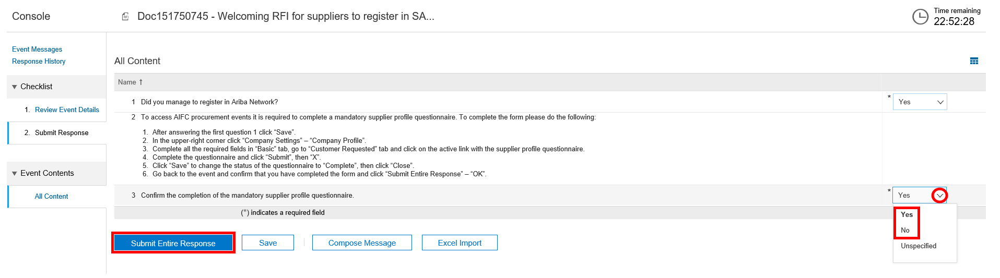 Console
Doc151750745 - Welcoming RFI for suppliers to register in SA...
Time remaining
22:52:28
Event Messages
Response History
Checklist
1. Review Event Details
2. Submit Response
Event Contents
All Content
All Content
Name ↑
1 Did you manage to register in Ariba Network?
* Yes
2 To access AIFC procurement events it is required to complete a mandatory supplier profile questionnaire. To complete the form please do the following:
1. After answering the first question 1 click “Save”.
2. In the upper-right corner click “Company Settings” – “Company Profile”.
3. Complete all the required fields in “Basic” tab, go to “Customer Requested” tab and click on the active link with the supplier profile questionnaire.
4. Complete the questionnaire and click “Submit”, then “X”.
5. Click “Save” to change the status of the questionnaire to “Complete”, then click “Close”.
6. Go back to the event and confirm that you have completed the form and click “Submit Entire Response” – “OK”.
3 Confirm the completion of the mandatory supplier profile questionnaire.
* Yes
Yes
No
Unspecified
(*) indicates a required field
Submit Entire Response
Save
Compose Message
Excel Import